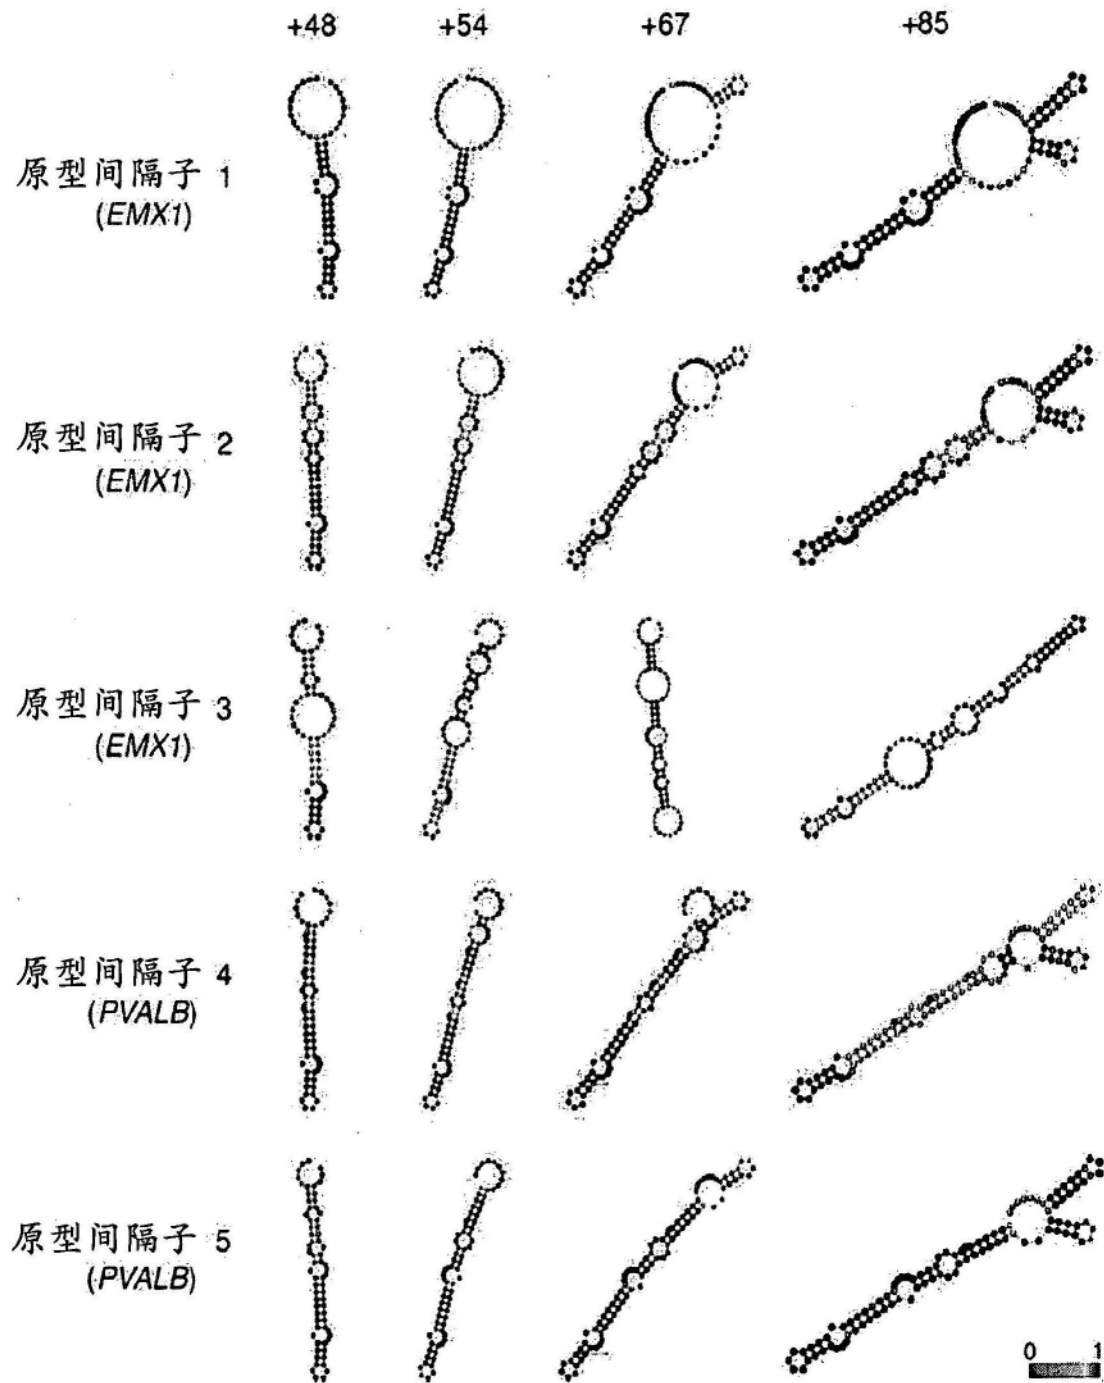 +48 +54 +67 +85
原型间隔子 1
(EMX1)
原型间隔子 2
(EMX1)
原型间隔子 3
(EMX1)
原型间隔子 4
(PVALB)
原型间隔子 5
(PVALB)
0 1